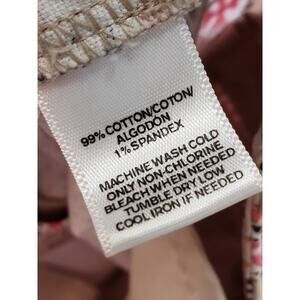 99% COTTON/COTON/
ALGODÓN
1% SPANDEX
MACHINE WASH COLD
ONLY NON-CHLORINE
BLEACH WHEN NEEDED
TUMBLE DRY LOW
COOL IRON IF NEEDED